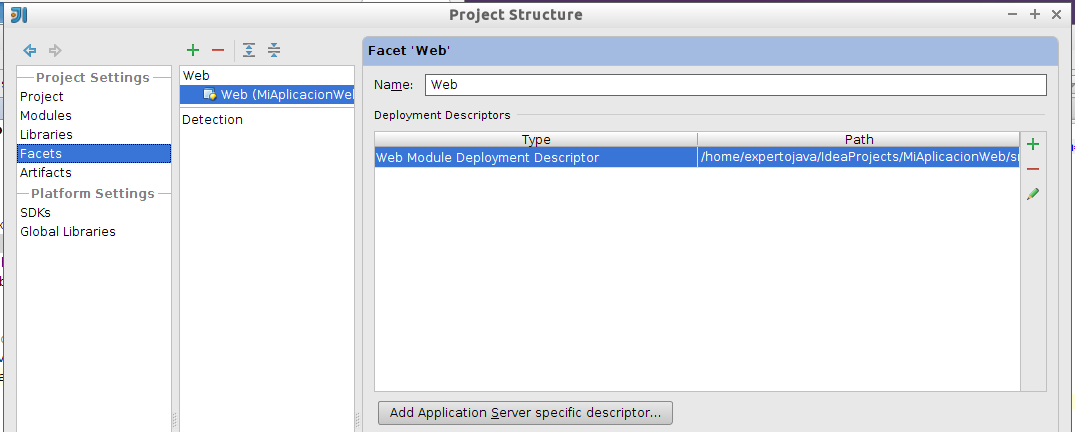 Project Structure
Project Settings
Project
Modules
Libraries
Facets
Artifacts
Platform Settings
SDKs
Global Libraries
Web
Web (MiAplicacionWeb
Detection
Facet 'Web'
Name: Web
Deployment Descriptors
Type Path
Web Module Deployment Descriptor /home/expertojava/IdeaProjects/MiAplicacionWeb/sr
Add Application Server specific descriptor...